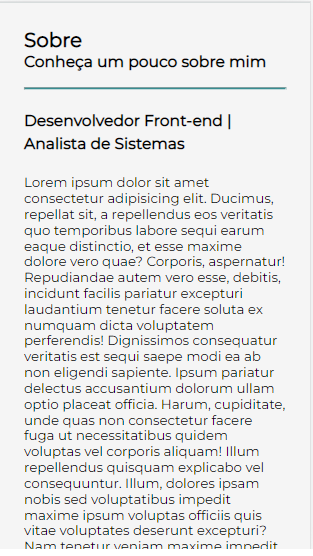 Sobre
Conheça um pouco sobre mim
Desenvolvedor Front-end |
Analista de Sistemas
Lorem ipsum dolor sit amet
consectetur adipisicing elit. Ducimus,
repellat sit, a repellendus eos veritatis
quo temporibus labore sequi earum
eaque distinctio, et esse maxime
dolore vero quae? Corporis, aspernatur!
Repudiandae autem vero esse, debitis,
incidunt facilis pariatur excepturi
laudantium tenetur facere soluta ex
numquam dicta voluptatem
perferendis! Dignissimos consequatur
veritatis est sequi saepe modi ea ab
non eligendi sapiente. Ipsum pariatur
delectus accusantium dolorum ullam
optio placeat officia. Harum, cupiditate,
unde quas non consectetur facere
fuga ut necessitatibus quidem
voluptas vel corporis aliquam! Illum
repellendus quisquam explicabo vel
consequuntur. Illum, dolores ipsam
nobis sed voluptatibus impedit
maxime ipsum voluptas officiis quis
vitae voluptates deserunt excepturi?
Nam tenetur veniam maxime impedit